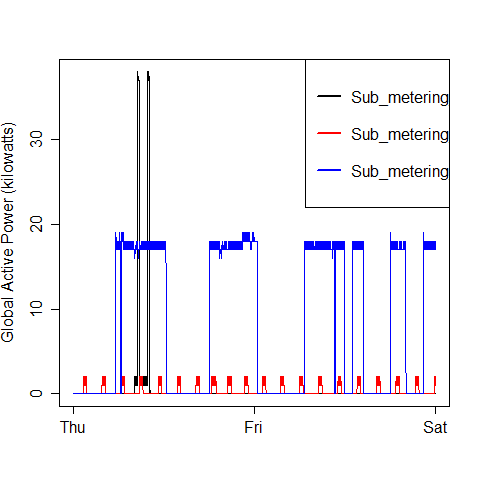 Global Active Power (kilowatts)
30
20
10
0
Thu
Fri
Sat
Sub_metering
Sub_metering
Sub_metering